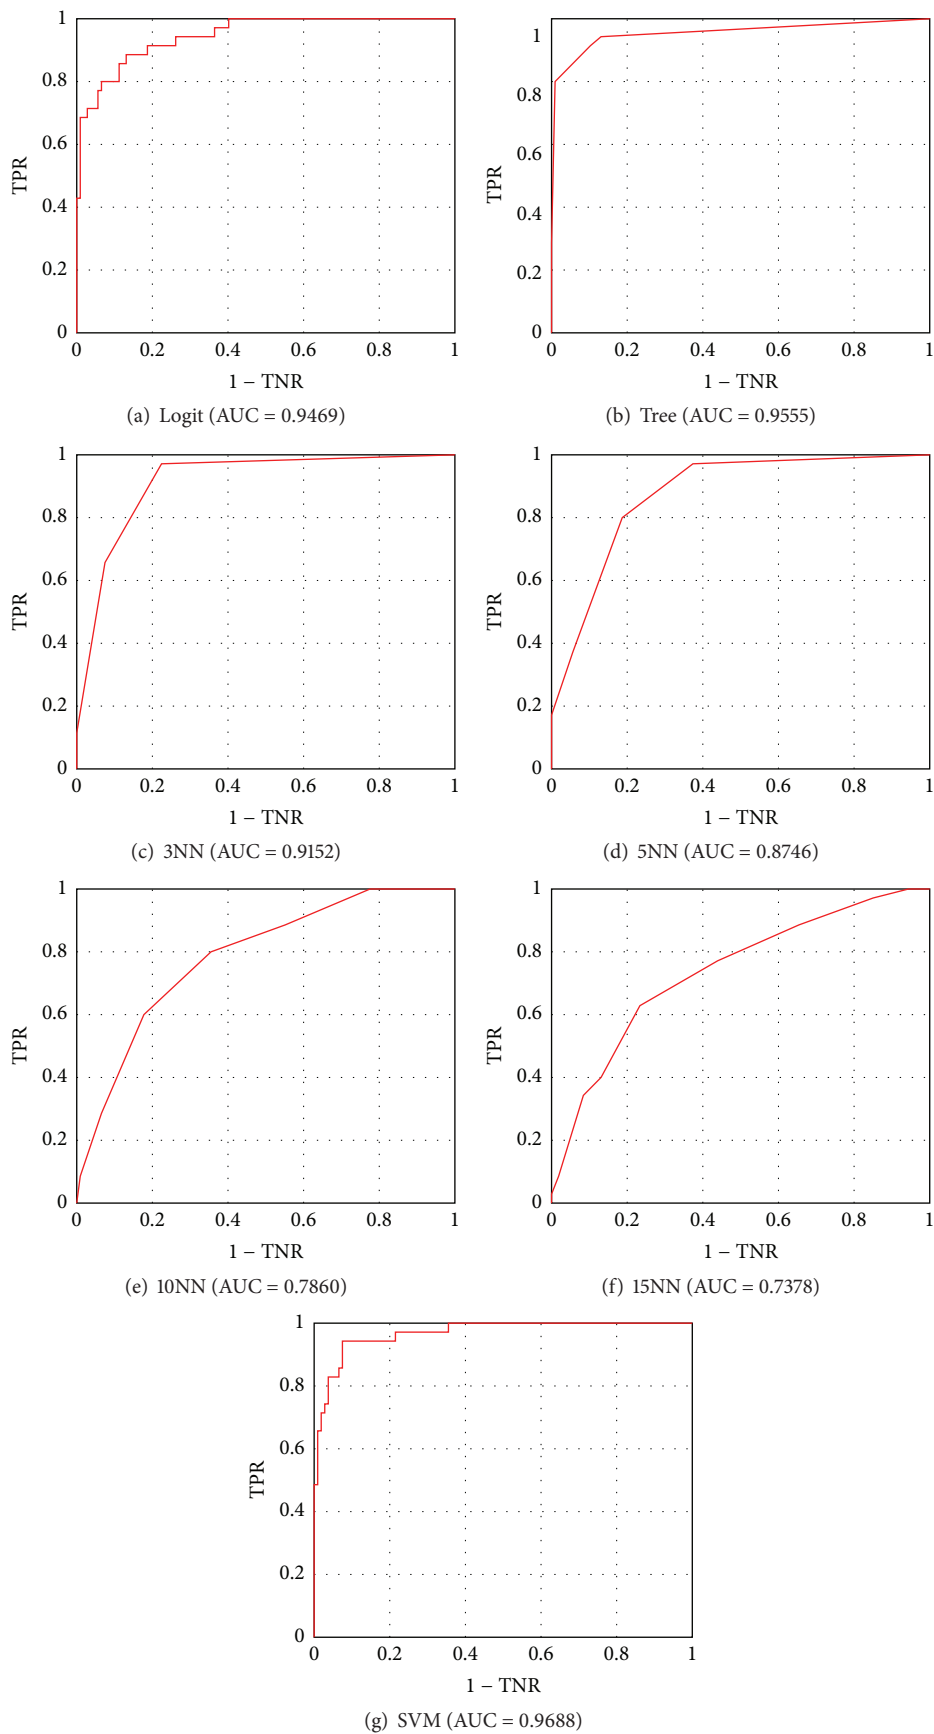 1
0.8
0.6
0.4
0.2
0
TPR
0 0.2 0.4 0.6 0.8 1
1 − TNR
(a) Logit (AUC = 0.9469)
1
0.8
0.6
0.4
0.2
0
TPR
0 0.2 0.4 0.6 0.8 1
1 − TNR
(b) Tree (AUC = 0.9555)
1
0.8
0.6
0.4
0.2
0
TPR
0 0.2 0.4 0.6 0.8 1
1 − TNR
(c) 3NN (AUC = 0.9152)
1
0.8
0.6
0.4
0.2
0
TPR
0 0.2 0.4 0.6 0.8 1
1 − TNR
(d) 5NN (AUC = 0.8746)
1
0.8
0.6
0.4
0.2
0
TPR
0 0.2 0.4 0.6 0.8 1
1 − TNR
(e) 10NN (AUC = 0.7860)
1
0.8
0.6
0.4
0.2
0
TPR
0 0.2 0.4 0.6 0.8 1
1 − TNR
(f) 15NN (AUC = 0.7378)
1
0.8
0.6
0.4
0.2
0
TPR
0 0.2 0.4 0.6 0.8 1
1 − TNR
(g) SVM (AUC = 0.9688)